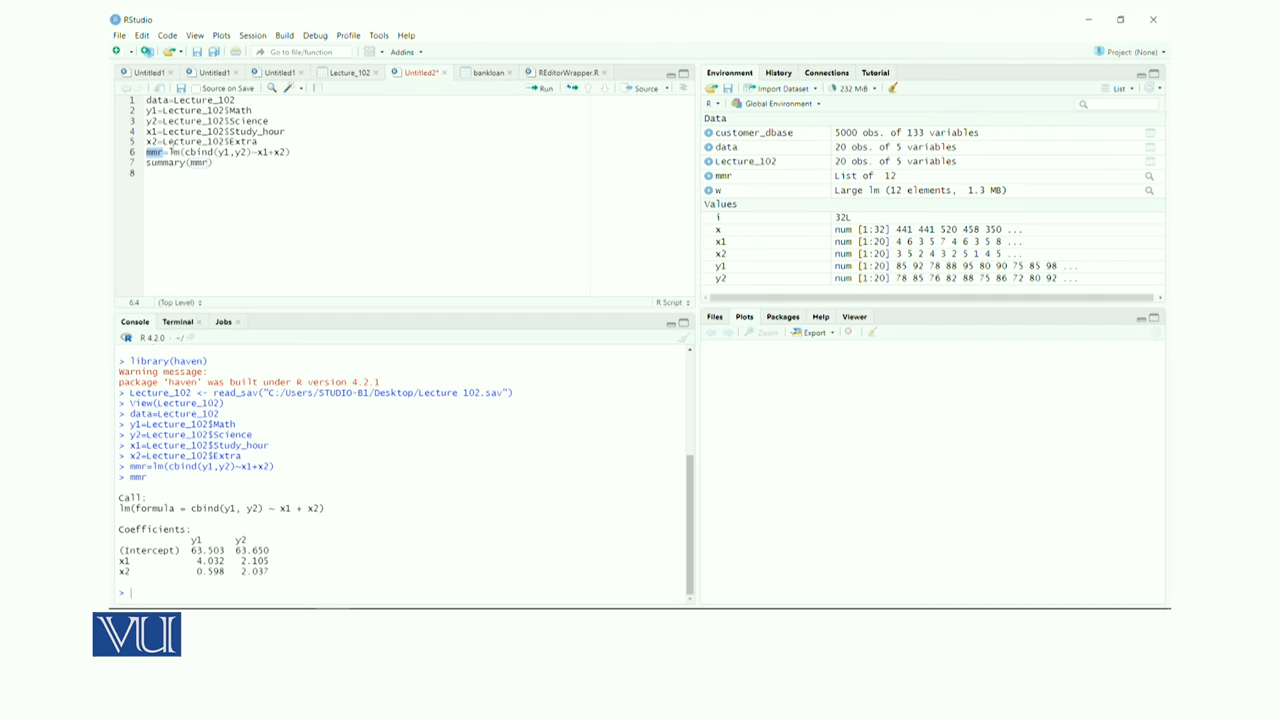 RStudio
File Edit Code View Plots Session Build Debug Profile Tools Help
Go to file/function Addins Project: (None)
Untitled1 Untitled1 Untitled1 Lecture_102 Untitled2* bankloan REditorWrapper.R
Source on Save Run Source
1 data=Lecture_102
2 y1=Lecture_102$Math
3 y2=Lecture_102$Science
4 x1=Lecture_102$Study_hour
5 x2=Lecture_102$Extra
6 mmr=lm(cbind(y1,y2)~x1+x2)
7 summary(mmr)
8
6:4 (Top Level) R Script
Console Terminal Jobs
R 4.2.0 · ~/
> library(haven)
Warning message:
package 'haven' was built under R version 4.2.1
> Lecture_102 <- read_sav("C:/Users/STUDIO-B1/Desktop/Lecture 102.sav")
> View(Lecture_102)
> data=Lecture_102
> y1=Lecture_102$Math
> y2=Lecture_102$Science
> x1=Lecture_102$Study_hour
> x2=Lecture_102$Extra
> mmr=lm(cbind(y1,y2)~x1+x2)
> mmr
Call:
lm(formula = cbind(y1, y2) ~ x1 + x2)
Coefficients:
y1 y2
(Intercept) 63.503 63.650
x1 4.032 2.105
x2 0.598 2.037
>
Environment History Connections Tutorial
Import Dataset 232 MiB List
R Global Environment
Data
customer_dbase 5000 obs. of 133 variables
data 20 obs. of 5 variables
Lecture_102 20 obs. of 5 variables
mmr List of 12
w Large lm (12 elements, 1.3 MB)
Values
i 32L
x num [1:32] 441 441 520 458 350 ...
x1 num [1:20] 4 6 3 5 7 4 6 3 5 8 ...
x2 num [1:20] 3 5 2 4 3 2 5 1 4 5 ...
y1 num [1:20] 85 92 78 88 95 80 90 75 85 98 ...
y2 num [1:20] 78 85 76 82 88 75 86 72 80 92 ...
Files Plots Packages Help Viewer
Zoom Export
VU